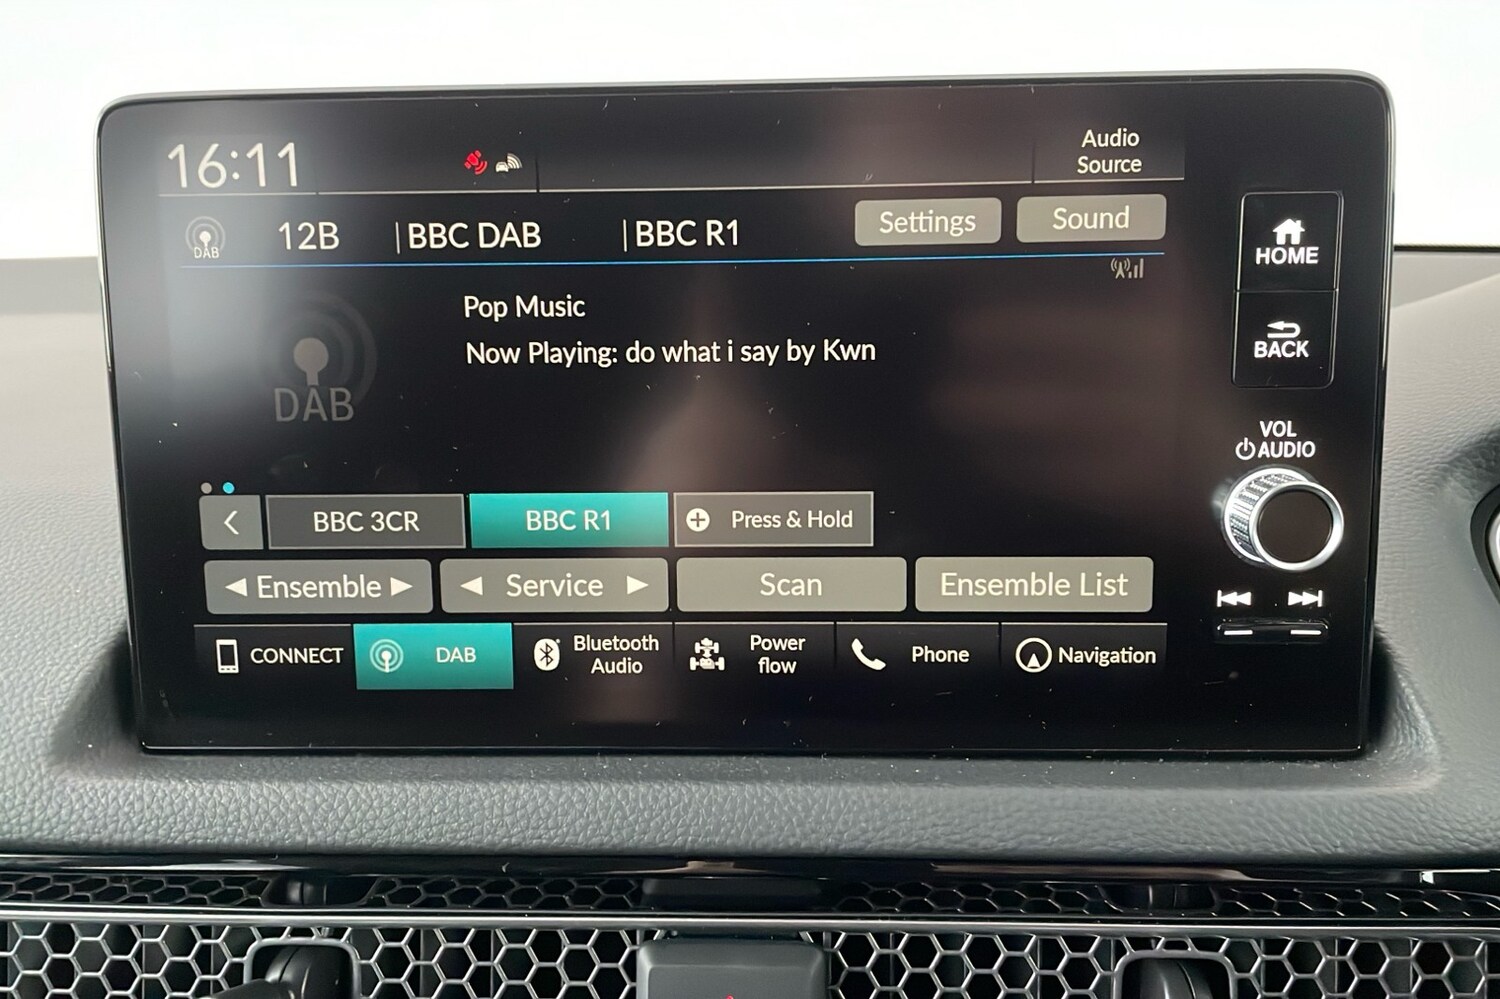 16:11
Audio
Source
DAB
12B
BBC DAB
BBC R1
Settings
Sound
HOME
Pop Music
Now Playing: do what i say by Kwn
DAB
BACK
VOL
AUDIO
BBC 3CR
BBC R1
Press & Hold
Ensemble
Service
Scan
Ensemble List
CONNECT
DAB
Bluetooth
Audio
Power
flow
Phone
Navigation